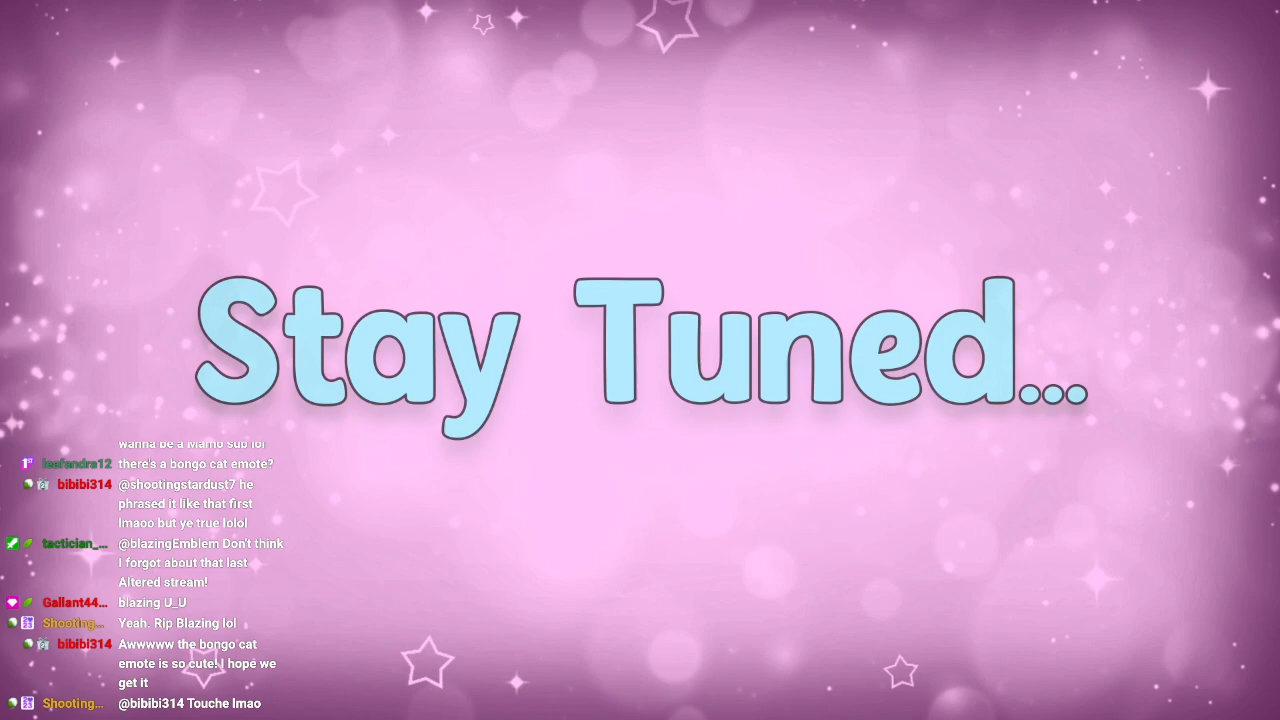 Stay Tuned...
wanna be a Mamo sub lol
leefandra12 there's a bongo cat emote?
bibibi314 @shootingstardust7 he
phrased it like that first
lmaoo but ye true lolol
tactician_... @blazingEmblem Don't think
I forgot about that last
Altered stream!
Gallant44... blazing U_U
Shooting... Yeah. Rip Blazing lol
bibibi314 Awwwww the bongo cat
emote is so cute! I hope we
get it
Shooting... @bibibi314 Touche lmao